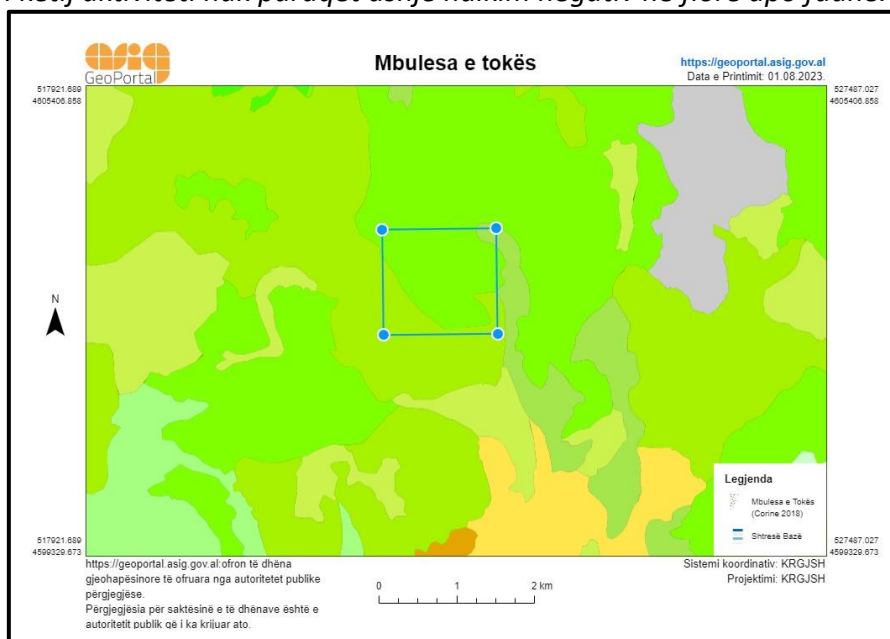 asig
GeoPortal
Mbulesa e tokës
https://geoportal.asig.gov.al
Data e Printimit: 01.08.2023.
517921.689
4605406.858
527487.027
4605406.858
N
Legjenda
Mbulesa e Tokës
(Corine 2018)
Shtresë Bazë
517921.689
4599329.673
527487.027
4599329.673
https://geoportal.asig.gov.al:ofron të dhëna
gjeohapësinore të ofruara nga autoritetet publike
përgjegjëse.
Përgjegjësia për saktësinë e të dhënave është e
autoritetit publik që i ka krijuar ato.
0 1 2 km
Sistemi koordinativ: KRGJSH
Projektimi: KRGJSH